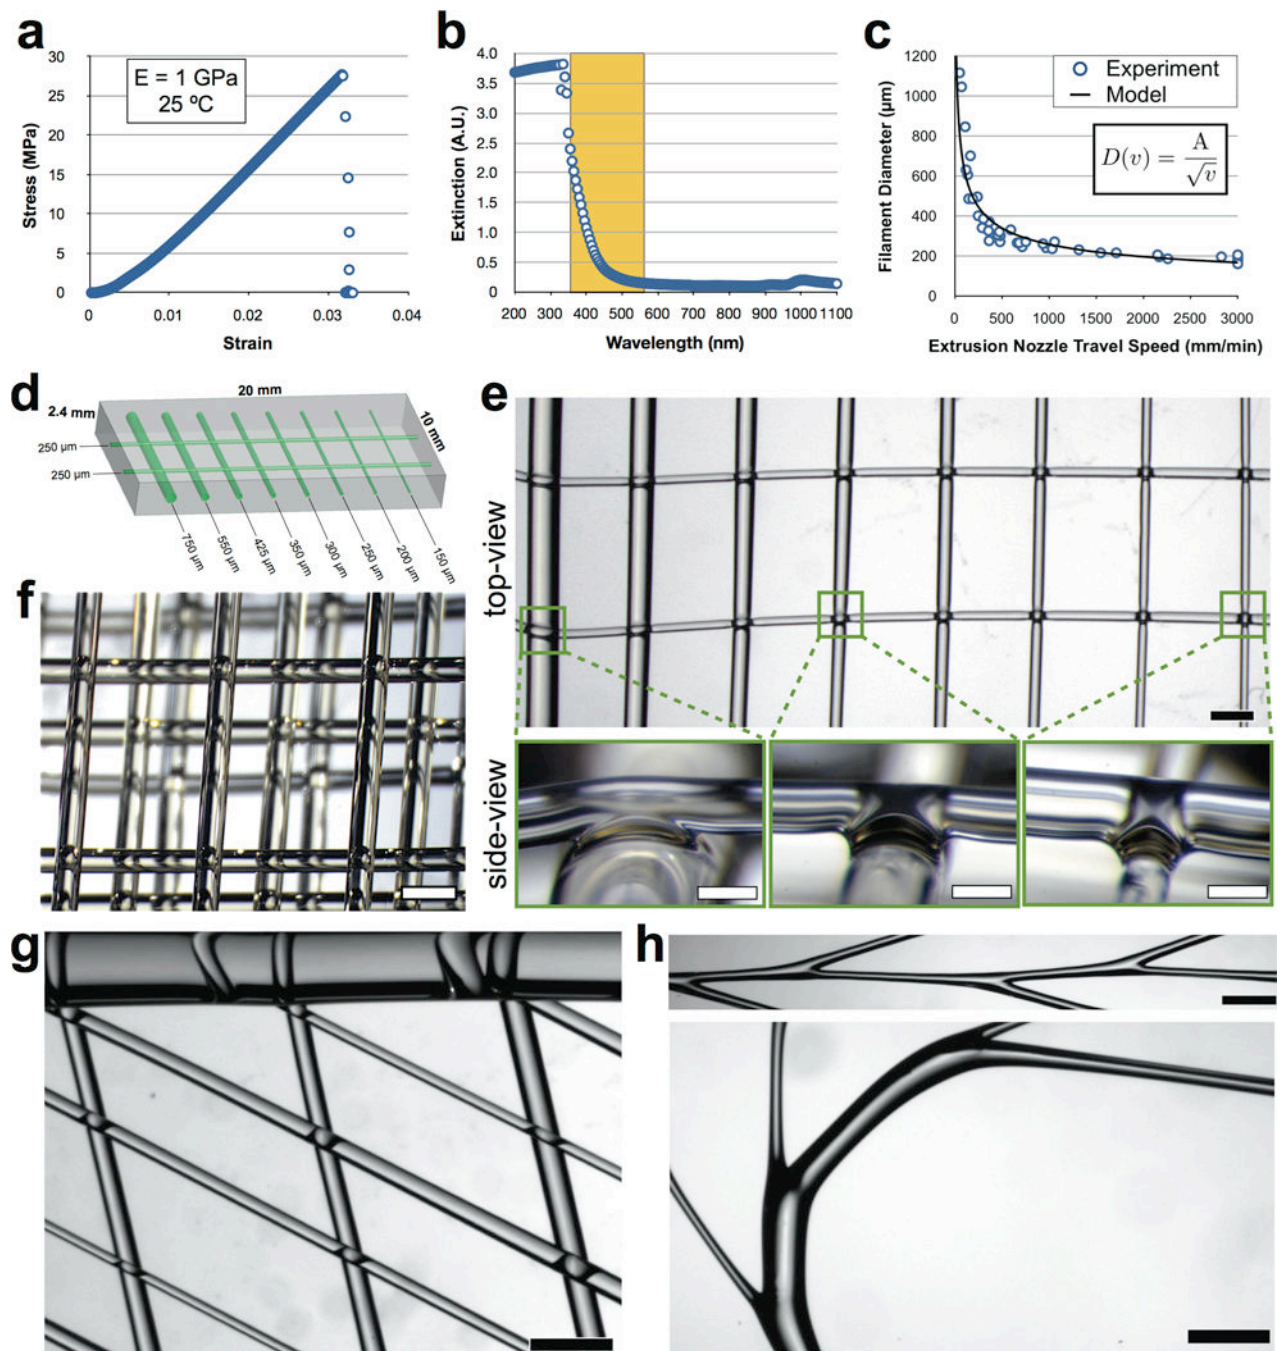 a
30
25
20
15
10
5
0
Stress (MPa)
E = 1 GPa
25 ºC
0
0.01
0.02
0.03
0.04
Strain
b
4.0
3.5
3.0
2.5
2.0
1.5
1.0
0.5
0
Extinction (A.U.)
200 300 400 500 600 700 800 900 1000 1100
Wavelength (nm)
c
1200
1000
800
600
400
200
0
Filament Diameter (µm)
Experiment
Model
D(v) = A/√v
0 500 1000 1500 2000 2500 3000
Extrusion Nozzle Travel Speed (mm/min)
d
20 mm
2.4 mm
10 mm
250 µm
250 µm
750 µm
550 µm
425 µm
350 µm
300 µm
250 µm
200 µm
150 µm
e
top-view
side-view
f
g
h